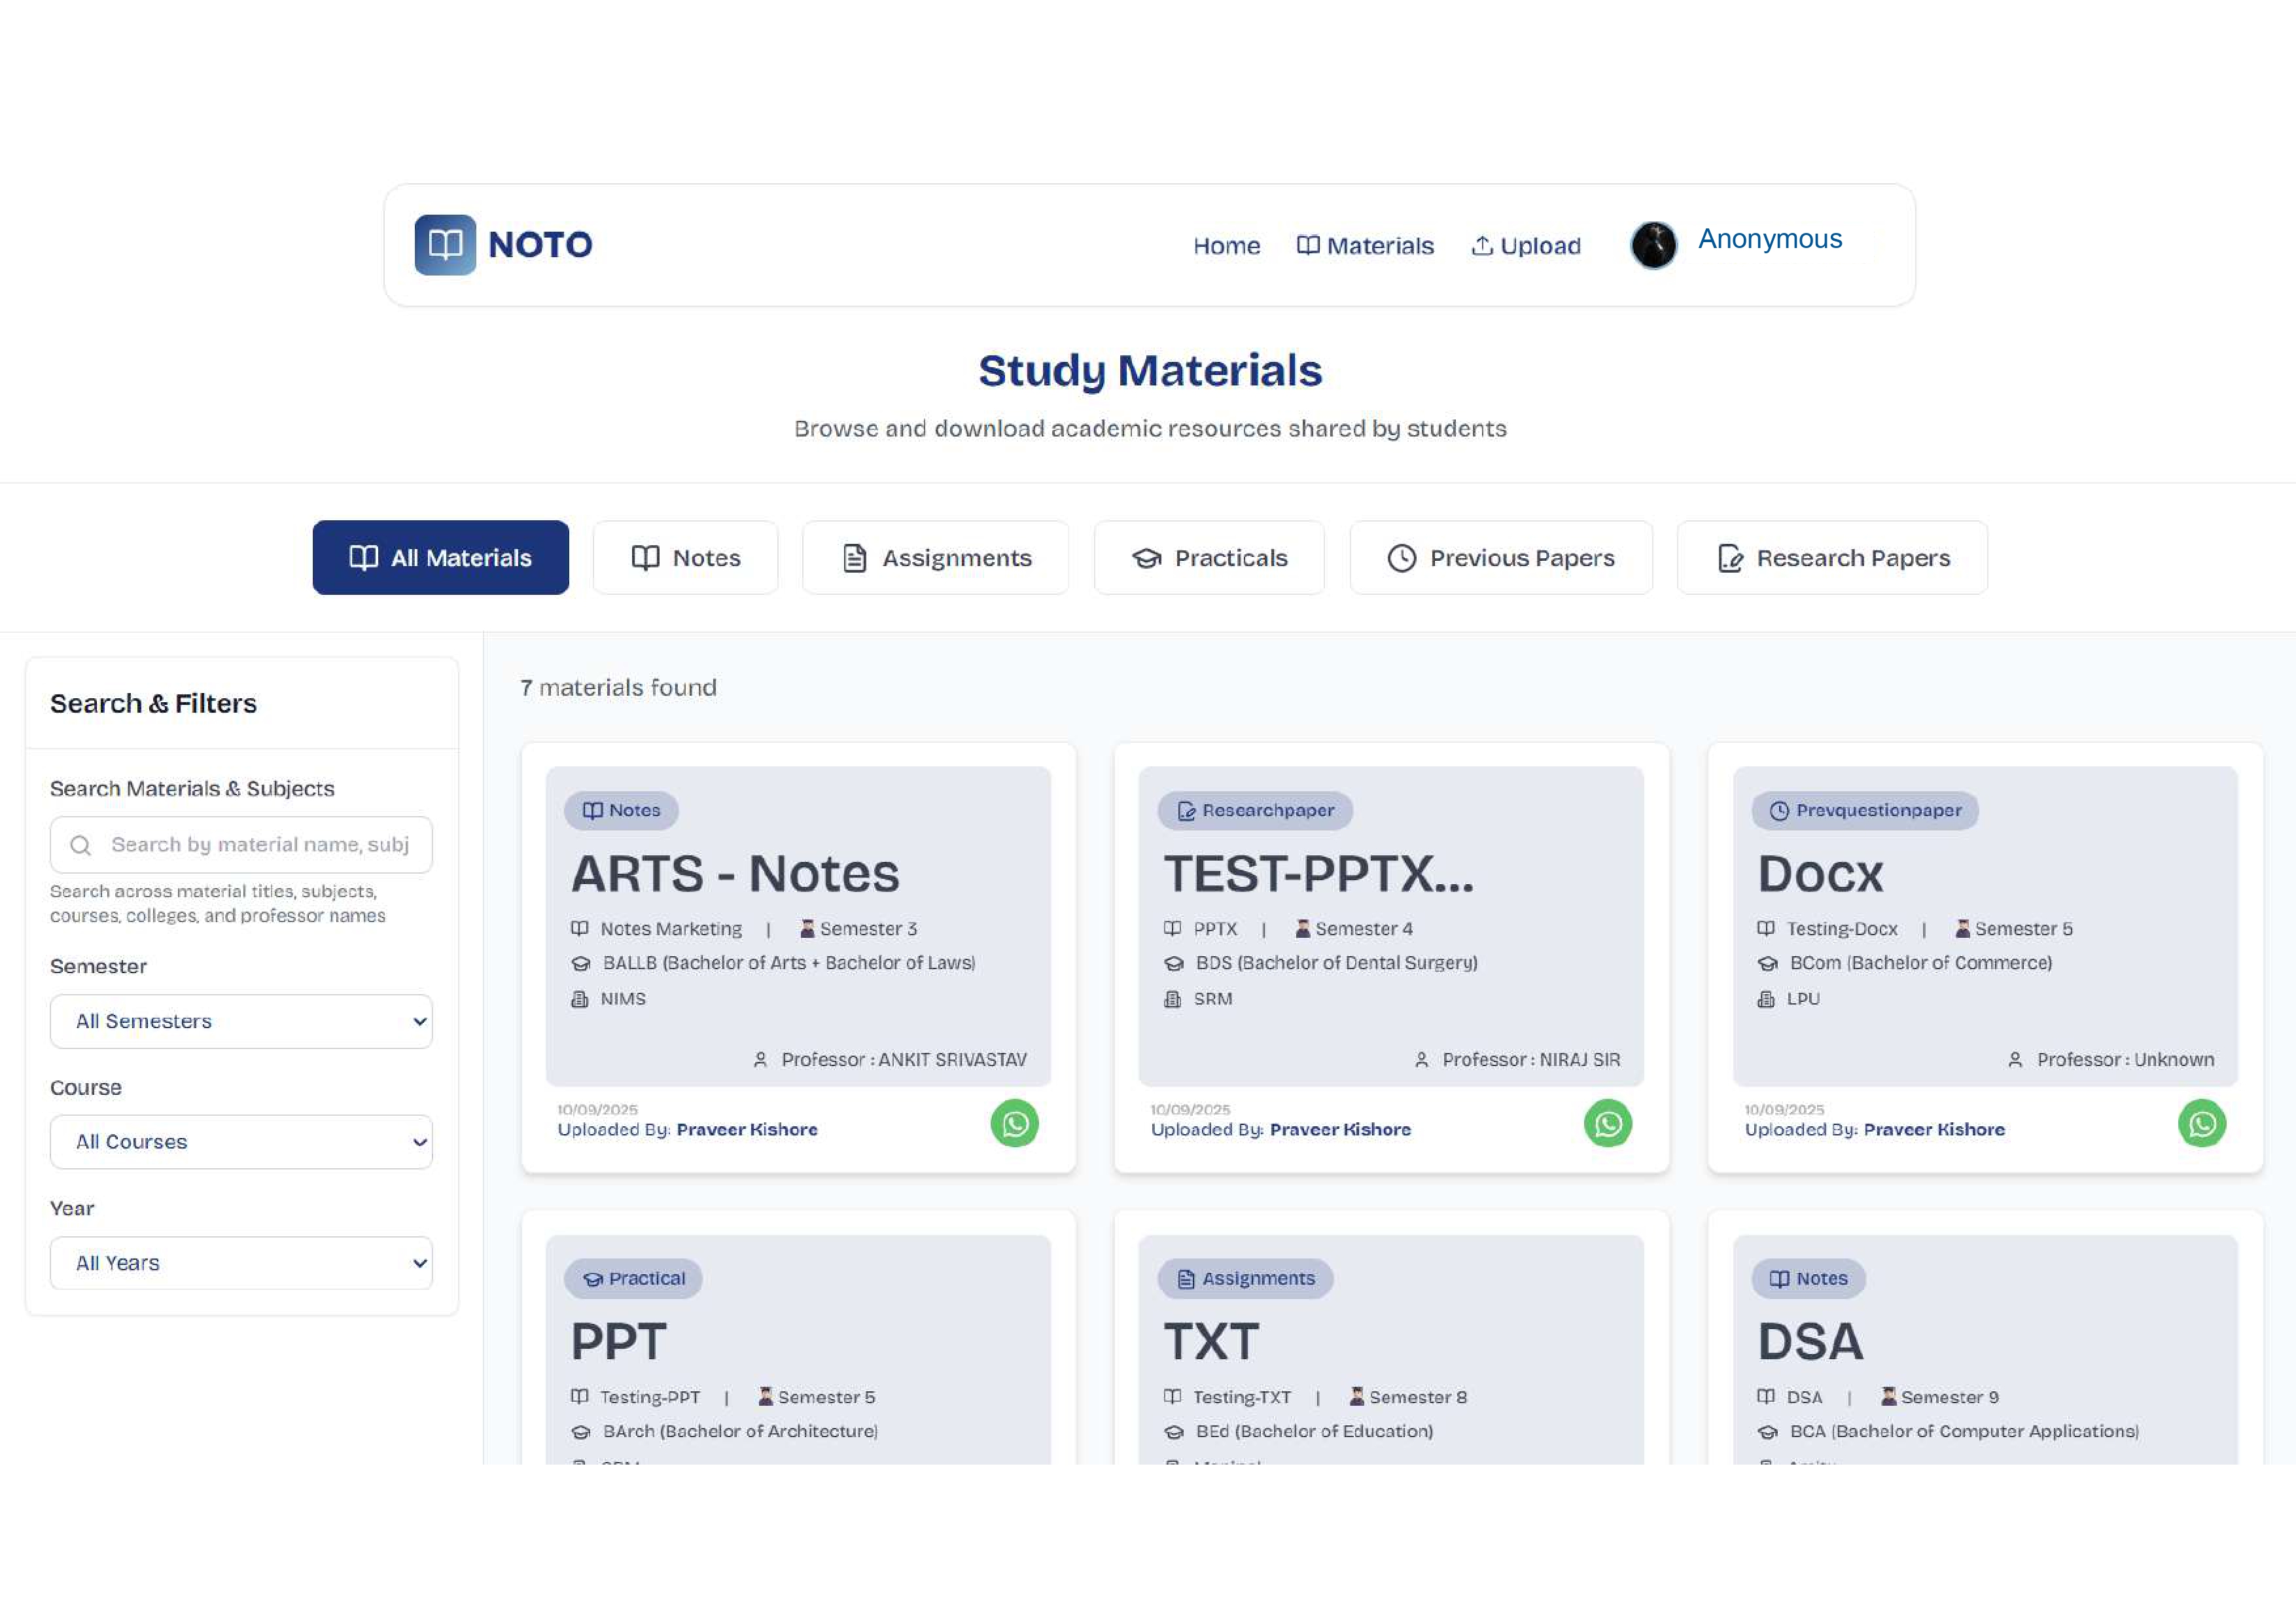 NOTO
Home Materials Upload Anonymous
Study Materials
Browse and download academic resources shared by students
All Materials Notes Assignments Practicals Previous Papers Research Papers
Search & Filters
Search Materials & Subjects
Search by material name, subj
Search across material titles, subjects,
courses, colleges, and professor names
Semester
All Semesters
Course
All Courses
Year
All Years
7 materials found
Notes
ARTS - Notes
Notes Marketing | Semester 3
BALLB (Bachelor of Arts + Bachelor of Laws)
NIMS
Professor : ANKIT SRIVASTAV
10/09/2025
Uploaded By: Praveer Kishore
Researchpaper
TEST-PPTX...
PPTX | Semester 4
BDS (Bachelor of Dental Surgery)
SRM
Professor : NIRAJ SIR
10/09/2025
Uploaded By: Praveer Kishore
Prevquestionpaper
Docx
Testing-Docx | Semester 5
BCom (Bachelor of Commerce)
LPU
Professor : Unknown
10/09/2025
Uploaded By: Praveer Kishore
Practical
PPT
Testing-PPT | Semester 5
BArch (Bachelor of Architecture)
Assignments
TXT
Testing-TXT | Semester 8
BEd (Bachelor of Education)
Notes
DSA
DSA | Semester 9
BCA (Bachelor of Computer Applications)